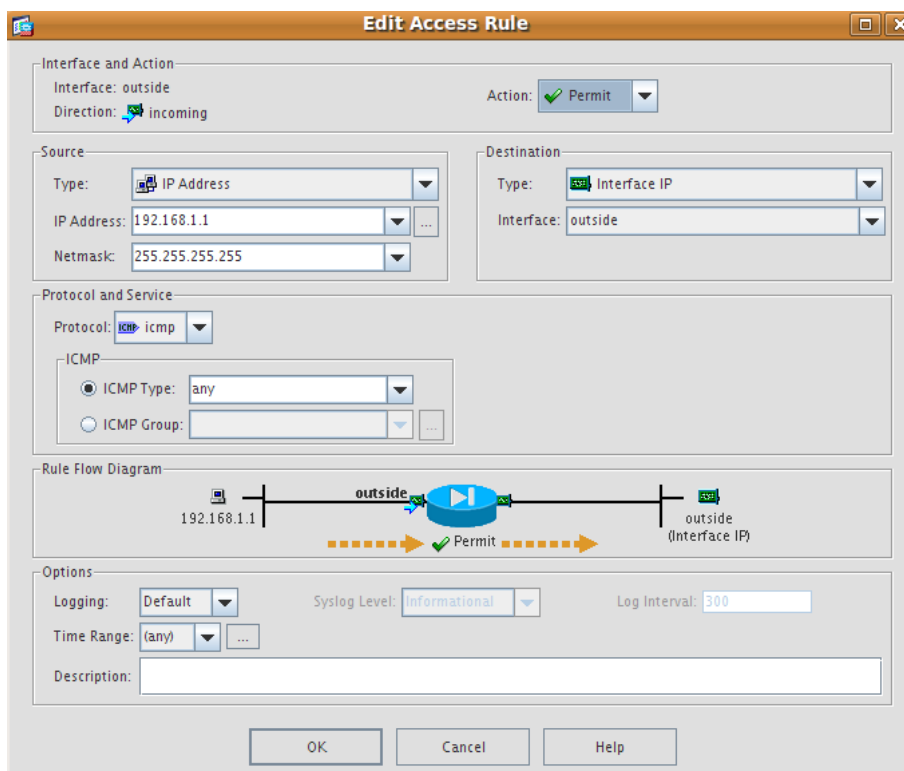 Edit Access Rule
Interface and Action
Interface: outside
Direction: incoming
Action: Permit
Source
Type: IP Address
IP Address: 192.168.1.1 ...
Netmask: 255.255.255.255
Destination
Type: Interface IP
Interface: outside
Protocol and Service
Protocol: ICMP icmp
ICMP
ICMP Type: any
ICMP Group: ...
Rule Flow Diagram
192.168.1.1
outside
Permit
outside
(Interface IP)
Options
Logging: Default Syslog Level: Informational Log Interval: 300
Time Range: (any) ...
Description:
OK Cancel Help